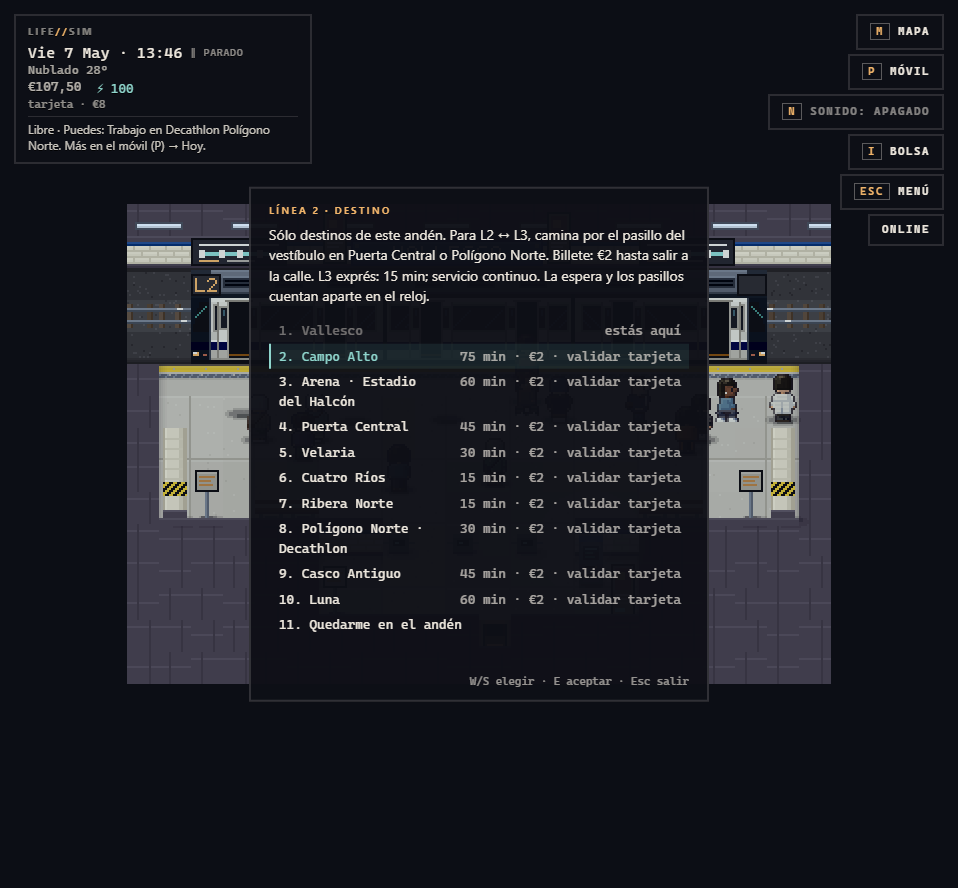 LIFE//SIM
Vie 7 May · 13:46 ‖ PARADO
Nublado 28º
€107,50 ⚡ 100
tarjeta · €8
Libre · Puedes: Trabajo en Decathlon Polígono
Norte. Más en el móvil (P) → Hoy.
M MAPA
P MÓVIL
N SONIDO: APAGADO
I BOLSA
ESC MENÚ
ONLINE
L2
LÍNEA 2 · DESTINO
Sólo destinos de este andén. Para L2 ↔ L3, camina por el pasillo del
vestíbulo en Puerta Central o Polígono Norte. Billete: €2 hasta salir a
la calle. L3 exprés: 15 min; servicio continuo. La espera y los pasillos
cuentan aparte en el reloj.
1. Vallesco estás aquí
2. Campo Alto 75 min · €2 · validar tarjeta
3. Arena · Estadio 60 min · €2 · validar tarjeta
del Halcón
4. Puerta Central 45 min · €2 · validar tarjeta
5. Velaria 30 min · €2 · validar tarjeta
6. Cuatro Ríos 15 min · €2 · validar tarjeta
7. Ribera Norte 15 min · €2 · validar tarjeta
8. Polígono Norte · 30 min · €2 · validar tarjeta
Decathlon
9. Casco Antiguo 45 min · €2 · validar tarjeta
10. Luna 60 min · €2 · validar tarjeta
11. Quedarme en el andén
W/S elegir · E aceptar · Esc salir